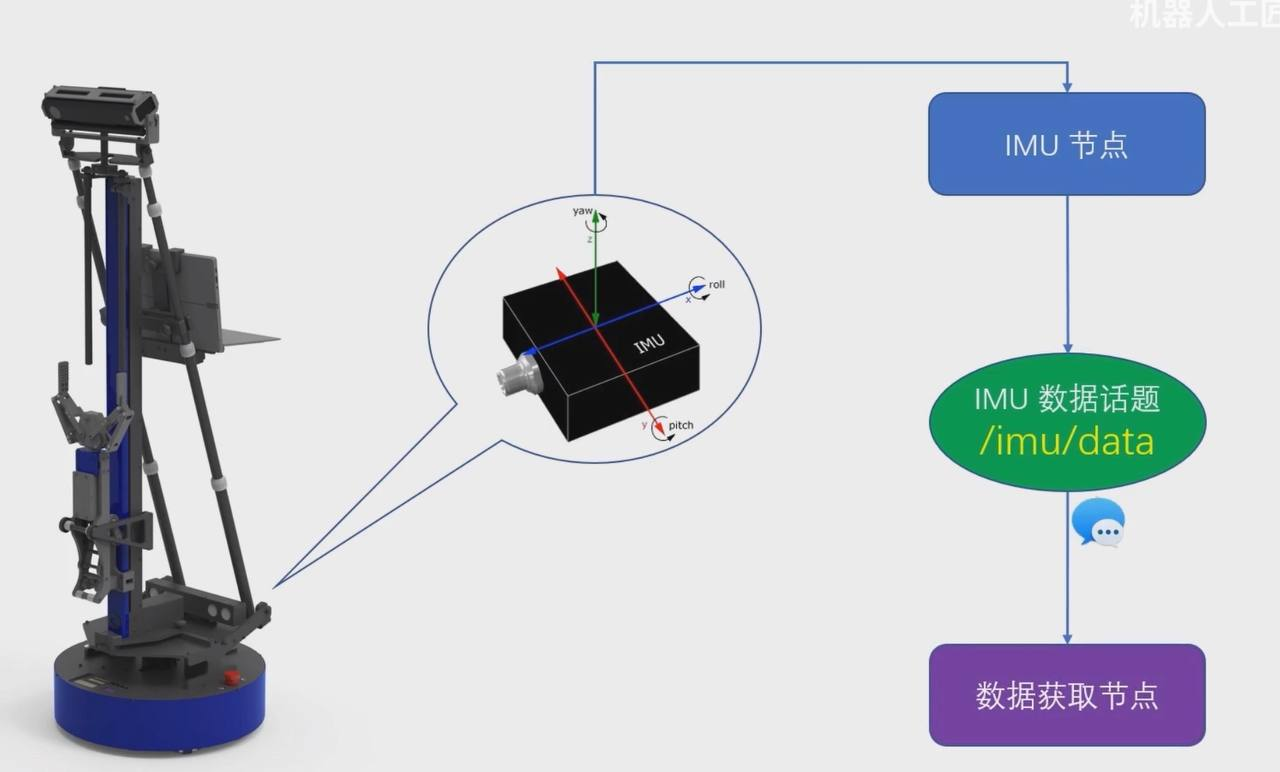 机器人工匠
IMU 节点
yaw
z
roll
x
IMU
y
pitch
IMU 数据话题
/imu/data
数据获取节点